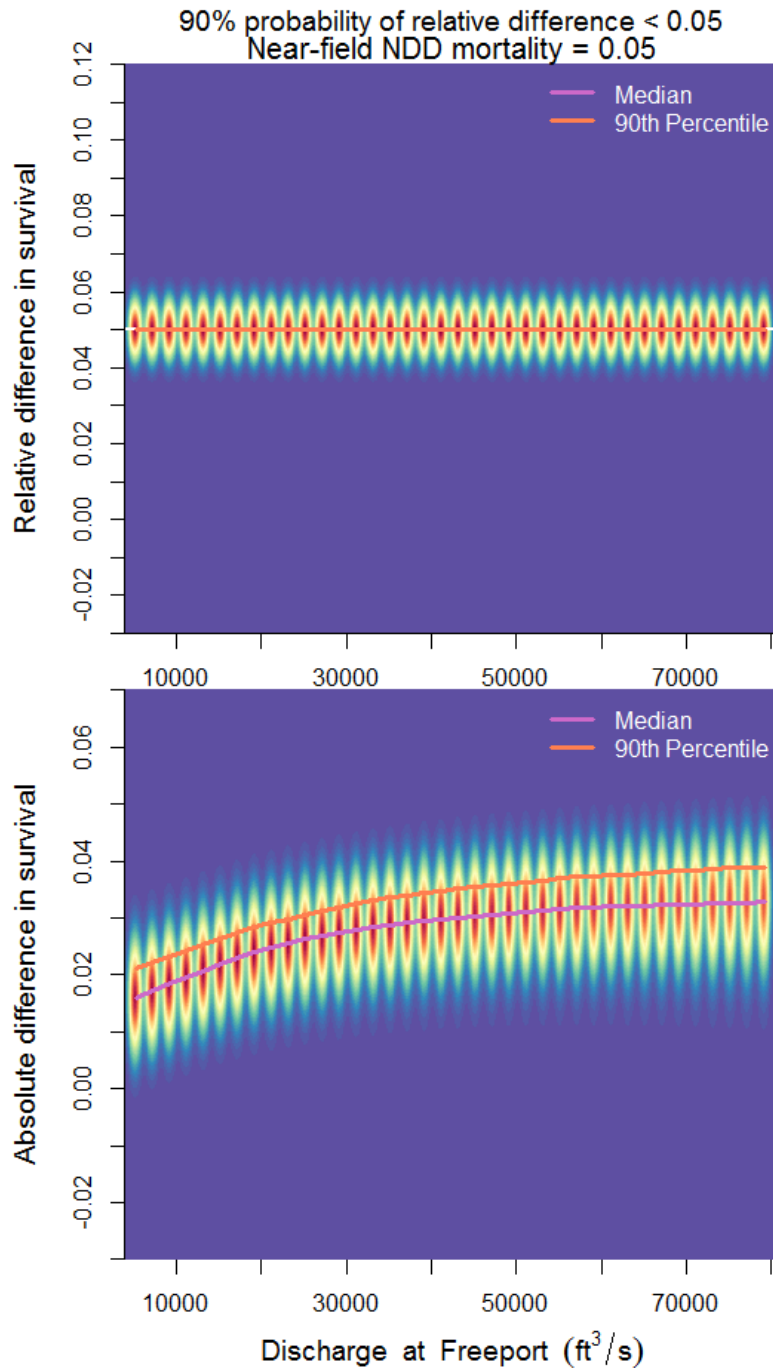 90% probability of relative difference < 0.05
Near-field NDD mortality = 0.05
Relative difference in survival
0.12
0.10
0.08
0.06
0.04
0.02
0.00
-0.02
Median
90th Percentile
10000 30000 50000 70000
Absolute difference in survival
0.06
0.04
0.02
0.00
-0.02
Median
90th Percentile
10000 30000 50000 70000
Discharge at Freeport (ft³/s)